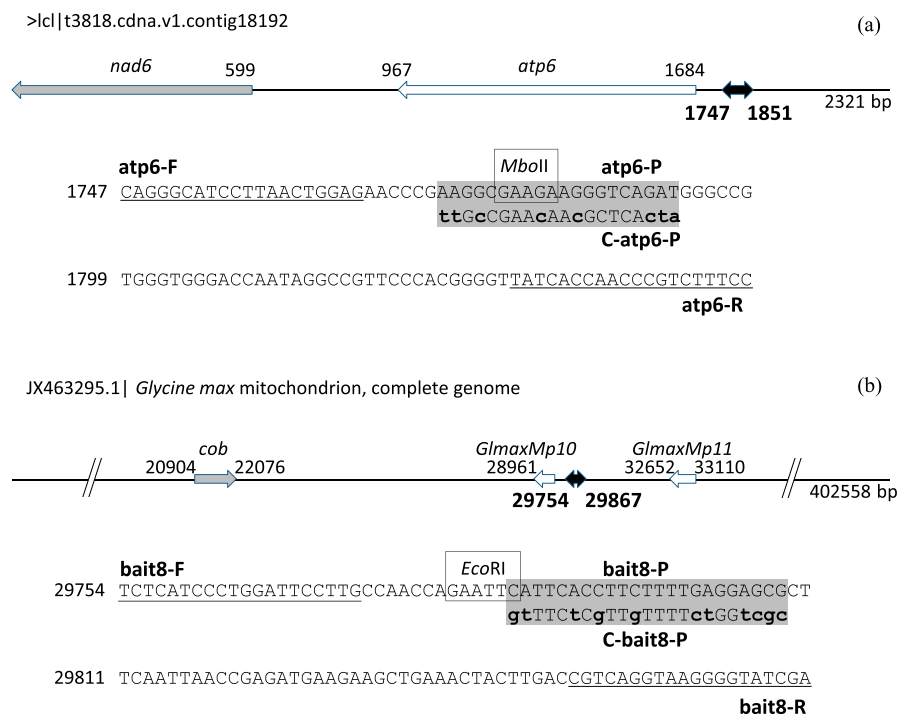 >lcl|t3818.cdna.v1.contig18192
(a)
nad6 599 967 atp6 1684
1747 1851 2321 bp
atp6-F MboII atp6-P
1747 CAGGGCATCCTTAACTGGAGAACCCGAAGGCGAAGAAGGGTCAGATGGGCCG
ttGcCGAAcAAcGCTCActa
C-atp6-P
1799 TGGGTGGGACCAATAGGCCGTTCCCACGGGGTTATCACCAACCCGTCTTTCC
atp6-R
JX463295.1| Glycine max mitochondrion, complete genome
(b)
cob GlmaxMp10 GlmaxMp11
20904 22076 28961 32652 33110
29754 29867 402558 bp
bait8-F EcoRI bait8-P
29754 TCTCATCCCTGGATTCCTTGCCAACCAGAATTCATTCACCTTCTTTTGAGGAGCGCT
gtTTCtCgTTgTTTTctGGtcgc
C-bait8-P
29811 TCAATTAACCGAGATGAAGAAGCTGAAACTACTTGACCGTCAGGTAAGGGGTATCGA
bait8-R